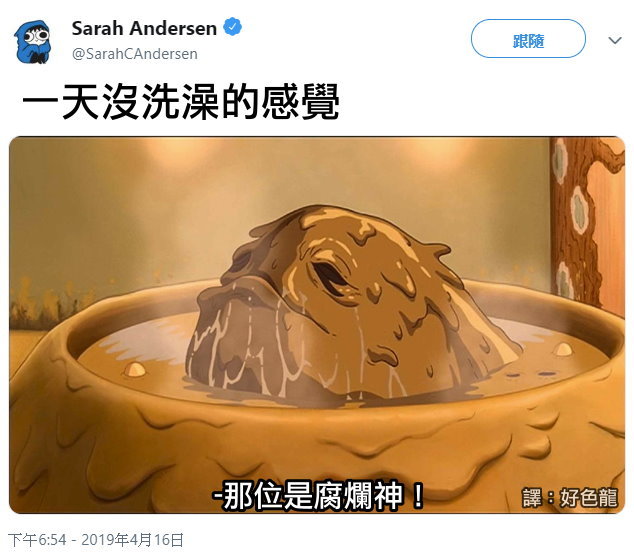 Sarah Andersen
@SarahCAndersen
跟隨
一天沒洗澡的感覺
-那位是腐爛神！
譯：好色龍
下午6:54 - 2019年4月16日